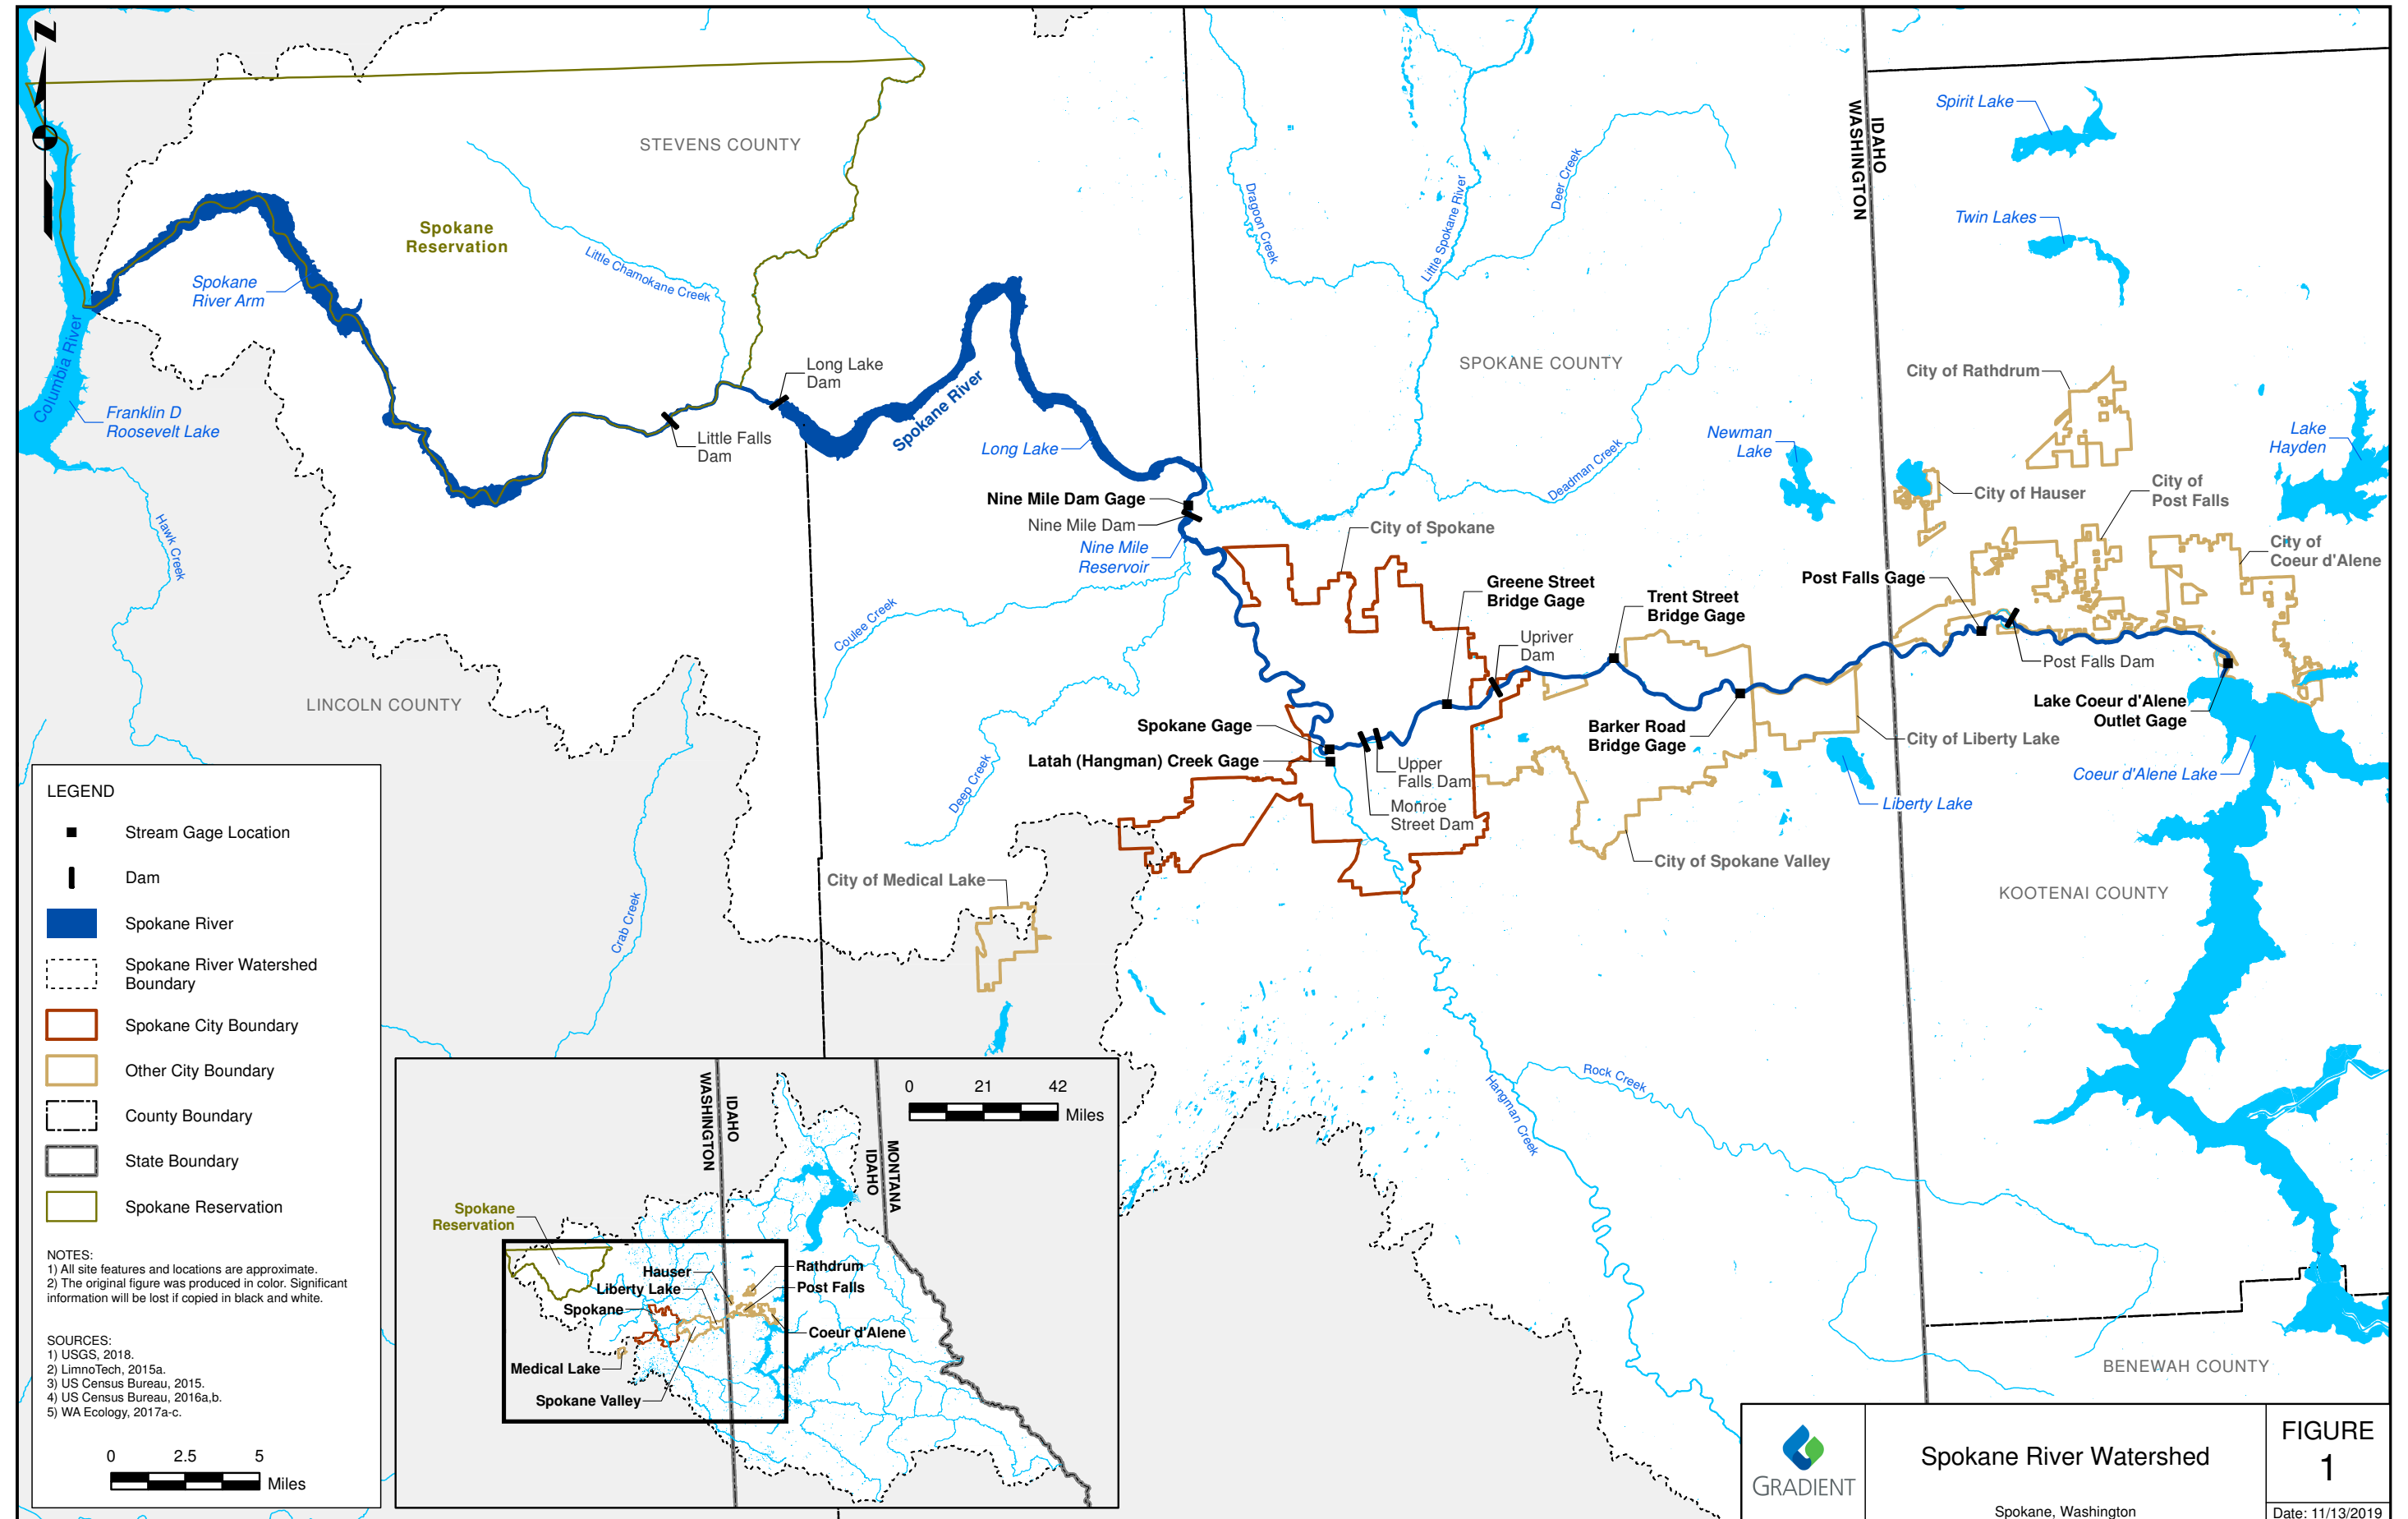 N
STEVENS COUNTY
Spokane
Reservation
Spokane
River Arm
Little Chamokane Creek
Columbia River
Franklin D
Roosevelt Lake
Hawk Creek
Long Lake
Dam
Little Falls
Dam
Spokane River
Long Lake
Nine Mile Dam Gage
Nine Mile Dam
Nine Mile
Reservoir
Coulee Creek
Deep Creek
LINCOLN COUNTY
Crab Creek
City of Medical Lake
Dragoon Creek
Little Spokane River
Deer Creek
SPOKANE COUNTY
Deadman Creek
City of Spokane
Greene Street
Bridge Gage
Trent Street
Bridge Gage
Upriver
Dam
Spokane Gage
Latah (Hangman) Creek Gage
Upper
Falls Dam
Monroe
Street Dam
Barker Road
Bridge Gage
City of Spokane Valley
City of Liberty Lake
Liberty Lake
Newman
Lake
WASHINGTON
IDAHO
Spirit Lake
Twin Lakes
City of Rathdrum
City of Hauser
City of
Post Falls
Lake
Hayden
City of
Coeur d'Alene
Post Falls Gage
Post Falls Dam
Lake Coeur d'Alene
Outlet Gage
Coeur d'Alene Lake
KOOTENAI COUNTY
Hangman Creek
Rock Creek
BENEWAH COUNTY
LEGEND
Stream Gage Location
Dam
Spokane River
Spokane River Watershed
Boundary
Spokane City Boundary
Other City Boundary
County Boundary
State Boundary
Spokane Reservation
NOTES:
1) All site features and locations are approximate.
2) The original figure was produced in color. Significant
information will be lost if copied in black and white.
SOURCES:
1) USGS, 2018.
2) LimnoTech, 2015a.
3) US Census Bureau, 2015.
4) US Census Bureau, 2016a,b.
5) WA Ecology, 2017a-c.
0 2.5 5
Miles
WASHINGTON
IDAHO
IDAHO
MONTANA
0 21 42
Miles
Spokane
Reservation
Hauser
Liberty Lake
Spokane
Medical Lake
Spokane Valley
Rathdrum
Post Falls
Coeur d'Alene
GRADIENT
Spokane River Watershed
Spokane, Washington
FIGURE
1
Date: 11/13/2019